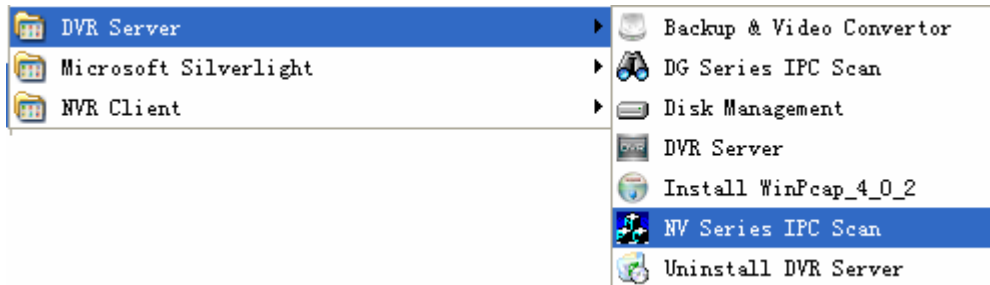 DVR Server
Microsoft Silverlight
NVR Client
Backup & Video Convertor
DG Series IPC Scan
Disk Management
DVR Server
Install WinPcap_4_0_2
NV Series IPC Scan
Uninstall DVR Server